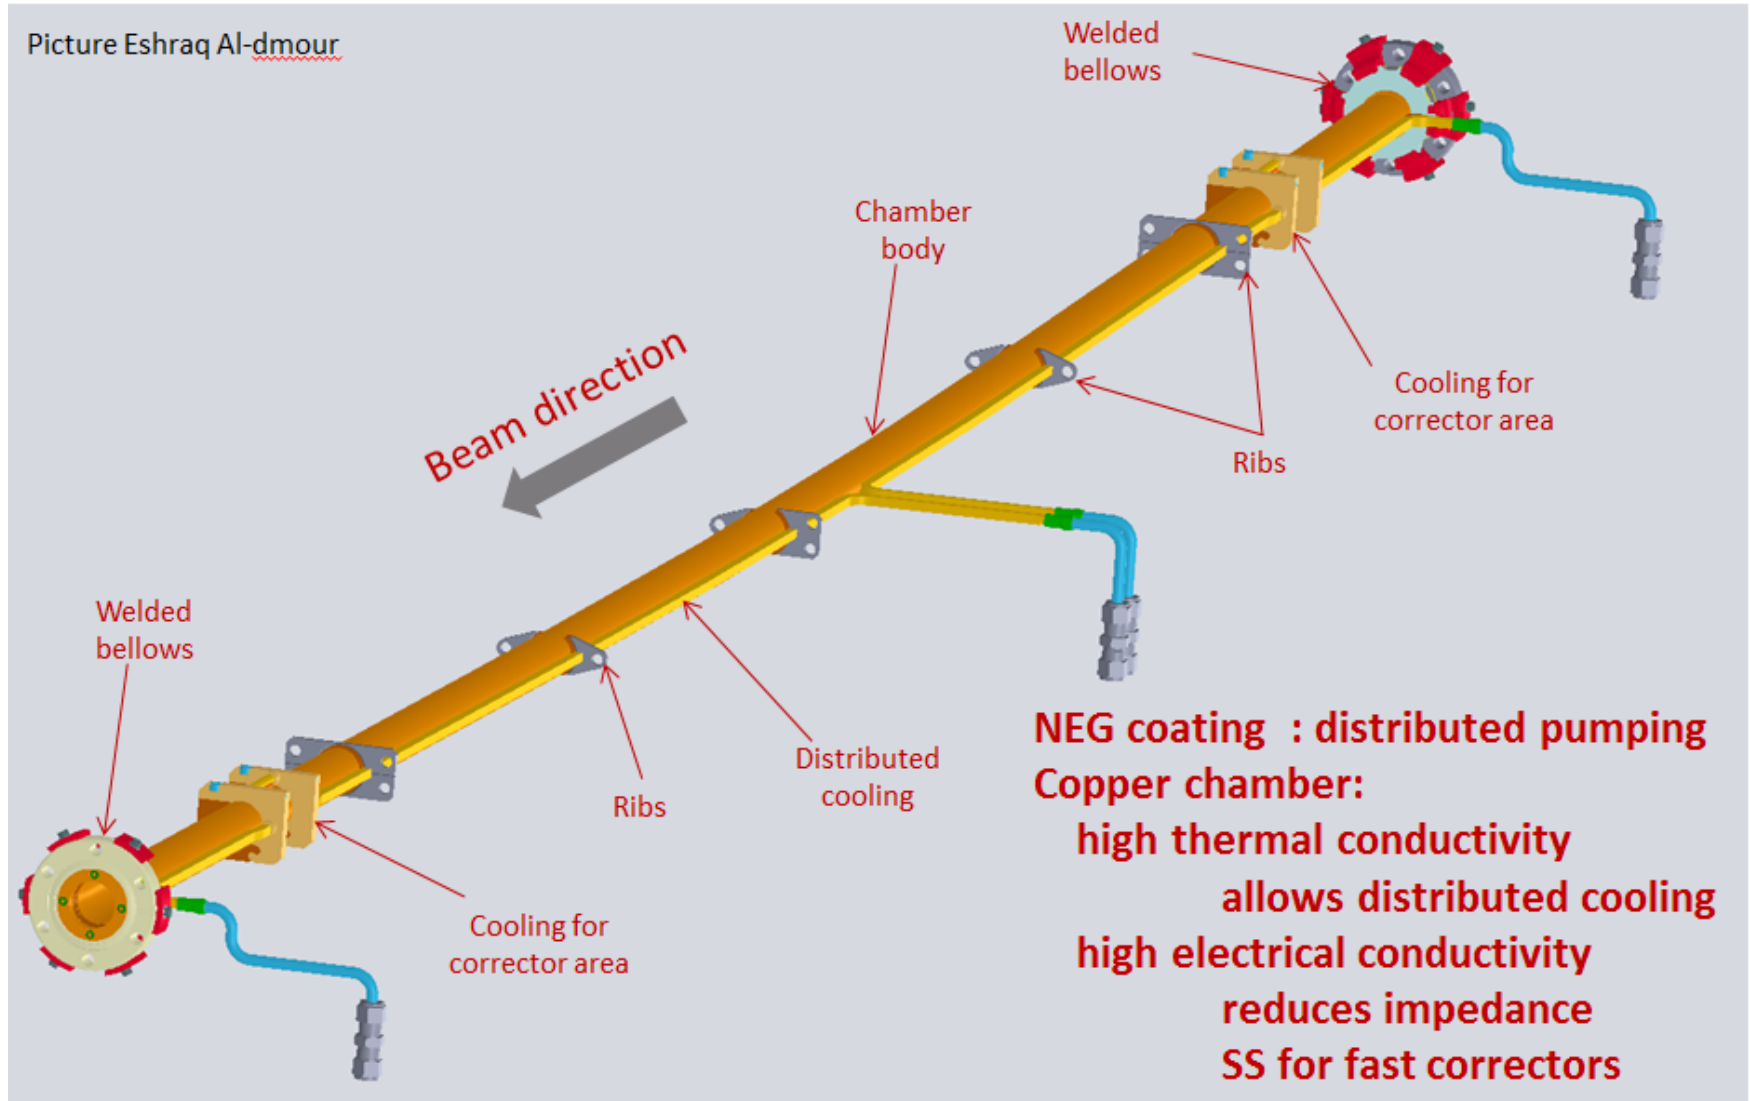 Picture Eshraq Al-dmour
Welded
bellows
Chamber
body
Beam direction
Cooling for
corrector area
Ribs
Welded
bellows
Distributed
cooling
Ribs
Cooling for
corrector area
NEG coating : distributed pumping
Copper chamber:
high thermal conductivity
allows distributed cooling
high electrical conductivity
reduces impedance
SS for fast correctors